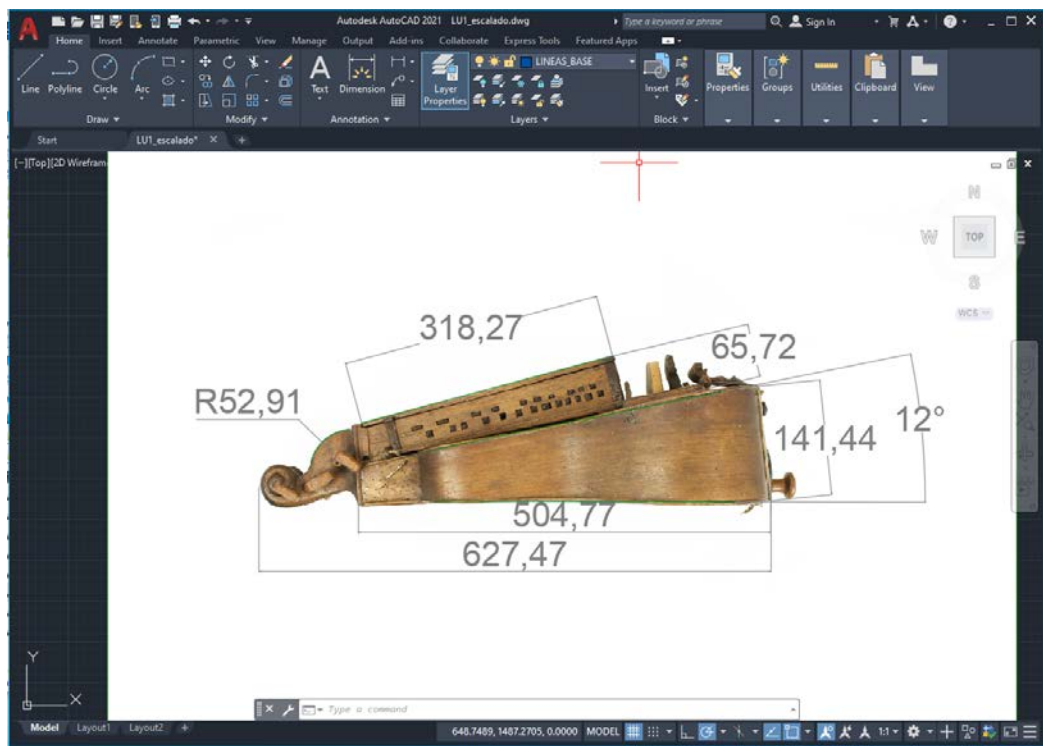 A
Autodesk AutoCAD 2021 LU1_escalado.dwg
Type a keyword or phrase
Sign In
Home Insert Annotate Parametric View Manage Output Add-ins Collaborate Express Tools Featured Apps
LINEAS_BASE
Line Polyline Circle Arc
A
Text Dimension
Layer Properties
Insert
Properties Groups Utilities Clipboard View
Draw Modify Annotation Layers Block
Start LU1_escalado* +
[−][Top][2D Wirefram
N
W TOP E
S
WCS
318,27
65,72
R52,91
12°
141,44
504,77
627,47
Y
X
Type a command
Model Layout1 Layout2 +
648.7489, 1487.2705, 0.0000 MODEL 1:1